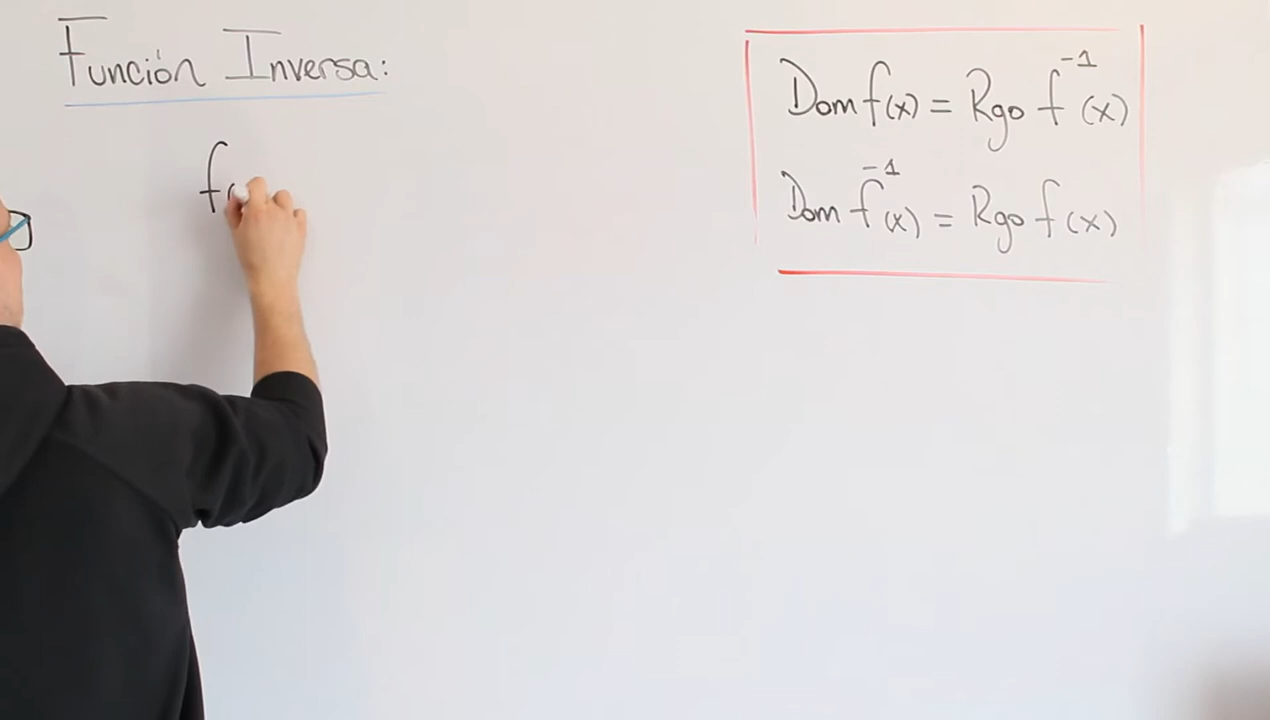 Función Inversa:
f(
Dom f(x) = Rgo f⁻¹(x)
Dom f⁻¹(x) = Rgo f(x)